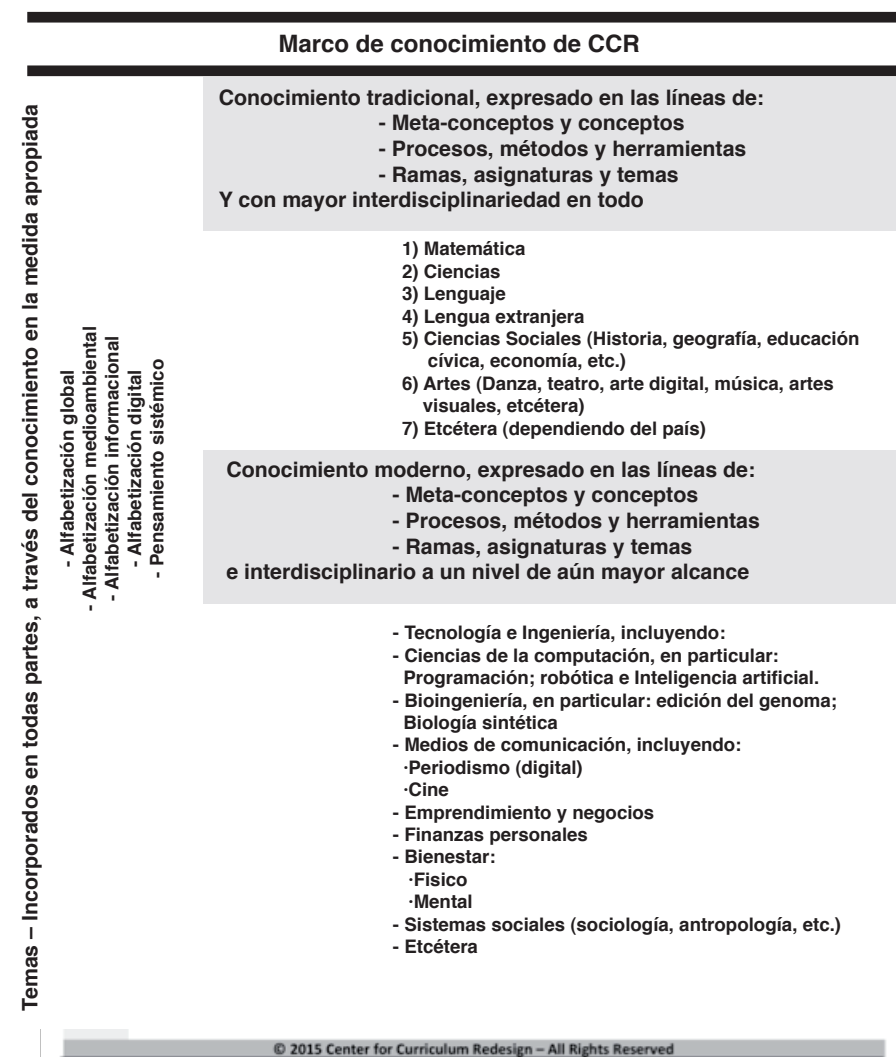 Marco de conocimiento de CCR
Temas – Incorporados en todas partes, a través del conocimiento en la medida apropiada
- Alfabetización global
- Alfabetización medioambiental
- Alfabetización informacional
- Alfabetización digital
- Pensamiento sistémico
Conocimiento tradicional, expresado en las líneas de:
- Meta-conceptos y conceptos
- Procesos, métodos y herramientas
- Ramas, asignaturas y temas
Y con mayor interdisciplinariedad en todo
1) Matemática
2) Ciencias
3) Lenguaje
4) Lengua extranjera
5) Ciencias Sociales (Historia, geografía, educación
cívica, economía, etc.)
6) Artes (Danza, teatro, arte digital, música, artes
visuales, etcétera)
7) Etcétera (dependiendo del país)
Conocimiento moderno, expresado en las líneas de:
- Meta-conceptos y conceptos
- Procesos, métodos y herramientas
- Ramas, asignaturas y temas
e interdisciplinario a un nivel de aún mayor alcance
- Tecnología e Ingeniería, incluyendo:
- Ciencias de la computación, en particular:
Programación; robótica e Inteligencia artificial.
- Bioingeniería, en particular: edición del genoma;
Biología sintética
- Medios de comunicación, incluyendo:
·Periodismo (digital)
·Cine
- Emprendimiento y negocios
- Finanzas personales
- Bienestar:
·Fisico
·Mental
- Sistemas sociales (sociología, antropología, etc.)
- Etcétera
© 2015 Center for Curriculum Redesign – All Rights Reserved